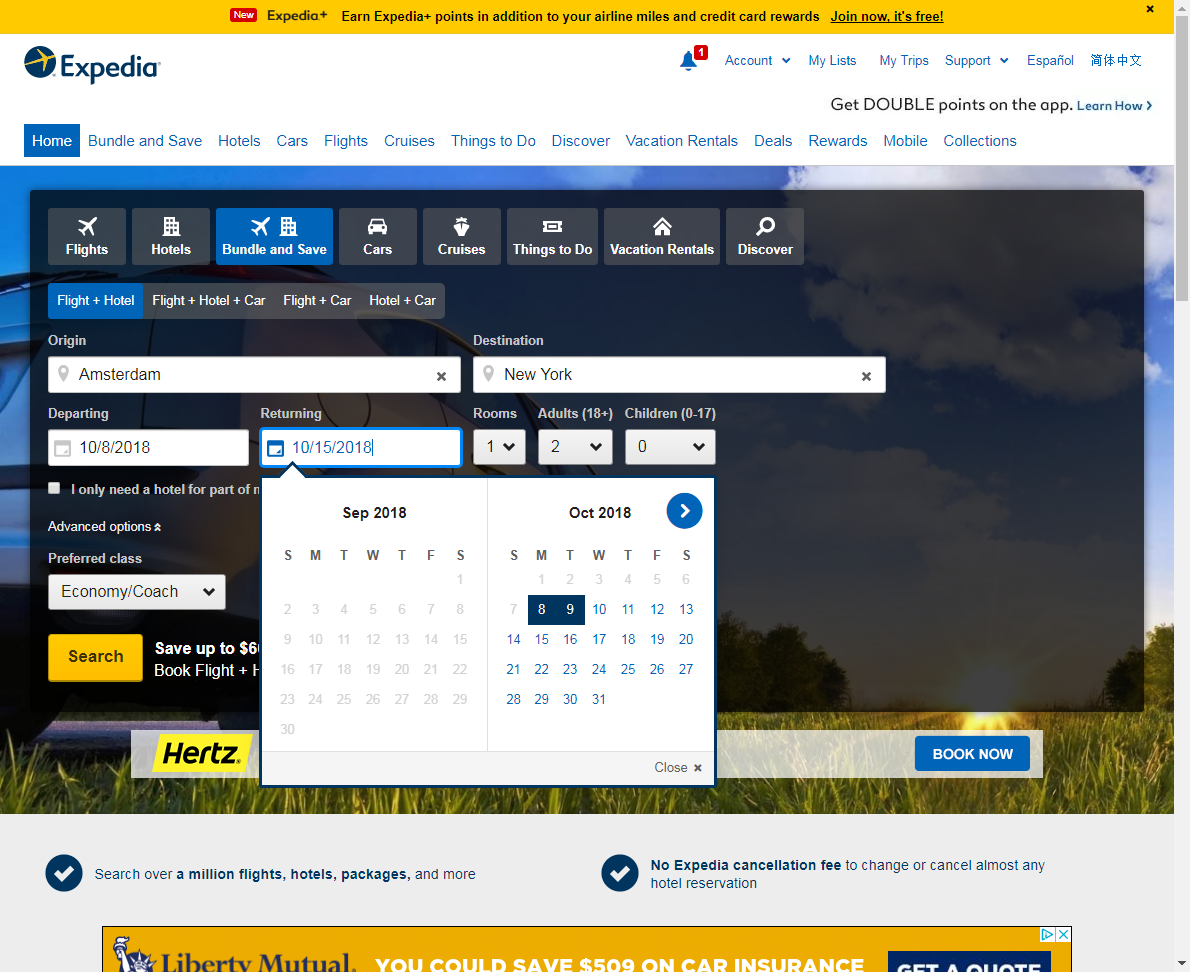 New Expedia+ Earn Expedia+ points in addition to your airline miles and credit card rewards Join now, it's free!
Expedia
1 Account My Lists My Trips Support Español 简体中文
Get DOUBLE points on the app. Learn How
Home Bundle and Save Hotels Cars Flights Cruises Things to Do Discover Vacation Rentals Deals Rewards Mobile Collections
Flights Hotels Bundle and Save Cars Cruises Things to Do Vacation Rentals Discover
Flight + Hotel Flight + Hotel + Car Flight + Car Hotel + Car
Origin Destination
Amsterdam New York
Departing Returning Rooms Adults (18+) Children (0-17)
10/8/2018 10/15/2018 1 2 0
I only need a hotel for part of
Advanced options
Preferred class
Economy/Coach
Search
Save up to $6
Book Flight + H
Sep 2018
S M T W T F S
1
2 3 4 5 6 7 8
9 10 11 12 13 14 15
16 17 18 19 20 21 22
23 24 25 26 27 28 29
30
Oct 2018
S M T W T F S
1 2 3 4 5 6
7 8 9 10 11 12 13
14 15 16 17 18 19 20
21 22 23 24 25 26 27
28 29 30 31
Close
Hertz.
BOOK NOW
Search over a million flights, hotels, packages, and more
No Expedia cancellation fee to change or cancel almost any
hotel reservation
Liberty Mutual. YOU COULD SAVE $509 ON CAR INSURANCE GET A QUOTE